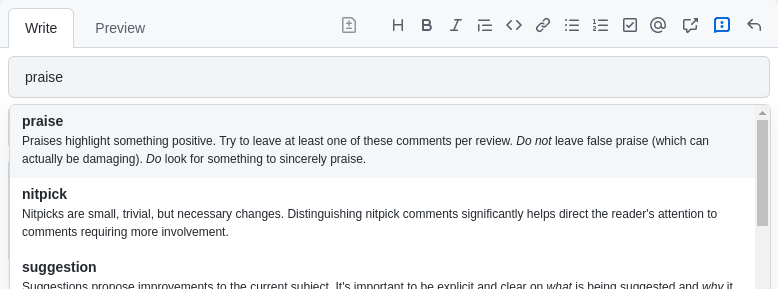 Write Preview
praise
praise
Praises highlight something positive. Try to leave at least one of these comments per review. Do not leave false praise (which can
actually be damaging). Do look for something to sincerely praise.
nitpick
Nitpicks are small, trivial, but necessary changes. Distinguishing nitpick comments significantly helps direct the reader's attention to
comments requiring more involvement.
suggestion
Suggestions propose improvements to the current subject. It's important to be explicit and clear on what is being suggested and why it